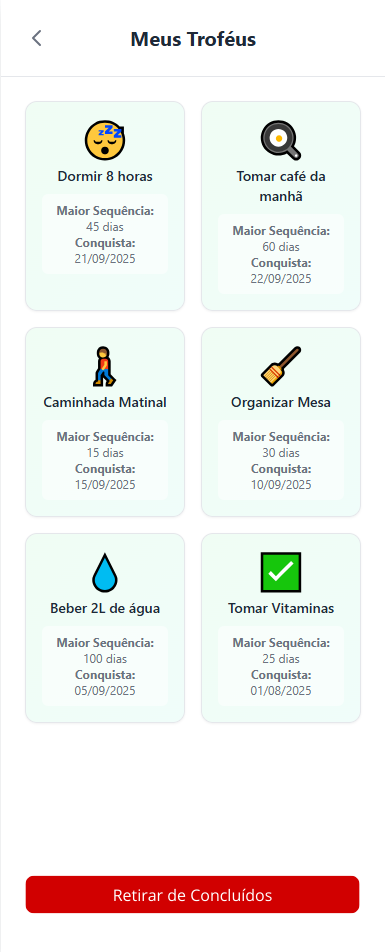 Meus Troféus
Dormir 8 horas
Maior Sequência:
45 dias
Conquista:
21/09/2025
Tomar café da
manhã
Maior Sequência:
60 dias
Conquista:
22/09/2025
Caminhada Matinal
Maior Sequência:
15 dias
Conquista:
15/09/2025
Organizar Mesa
Maior Sequência:
30 dias
Conquista:
10/09/2025
Beber 2L de água
Maior Sequência:
100 dias
Conquista:
05/09/2025
Tomar Vitaminas
Maior Sequência:
25 dias
Conquista:
01/08/2025
Retirar de Concluídos